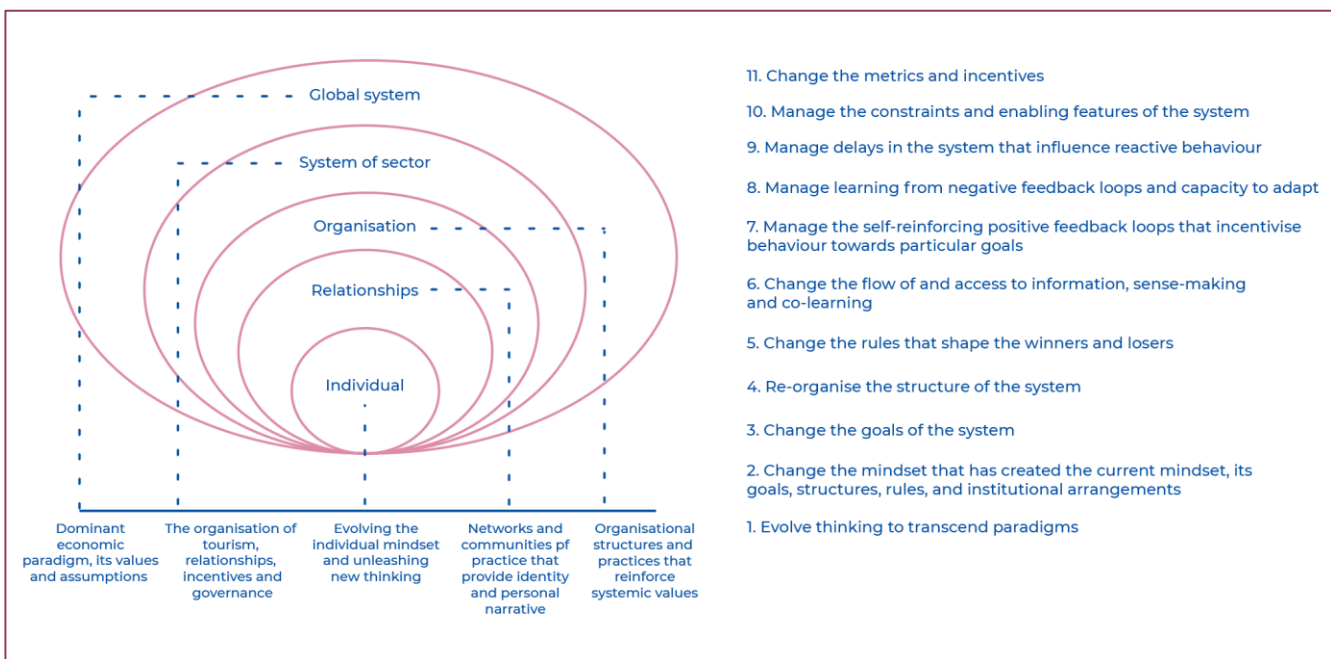 Global system
System of sector
Organisation
Relationships
Individual
Dominant
economic
paradigm, its values
and assumptions
The organisation of
tourism,
relationships,
incentives and
governance
Evolving the
individual mindset
and unleashing
new thinking
Networks and
communities pf
practice that
provide identity
and personal
narrative
Organisational
structures and
practices that
reinforce
systemic values
11. Change the metrics and incentives
10. Manage the constraints and enabling features of the system
9. Manage delays in the system that influence reactive behaviour
8. Manage learning from negative feedback loops and capacity to adapt
7. Manage the self-reinforcing positive feedback loops that incentivise
behaviour towards particular goals
6. Change the flow of and access to information, sense-making
and co-learning
5. Change the rules that shape the winners and losers
4. Re-organise the structure of the system
3. Change the goals of the system
2. Change the mindset that has created the current mindset, its
goals, structures, rules, and institutional arrangements
1. Evolve thinking to transcend paradigms